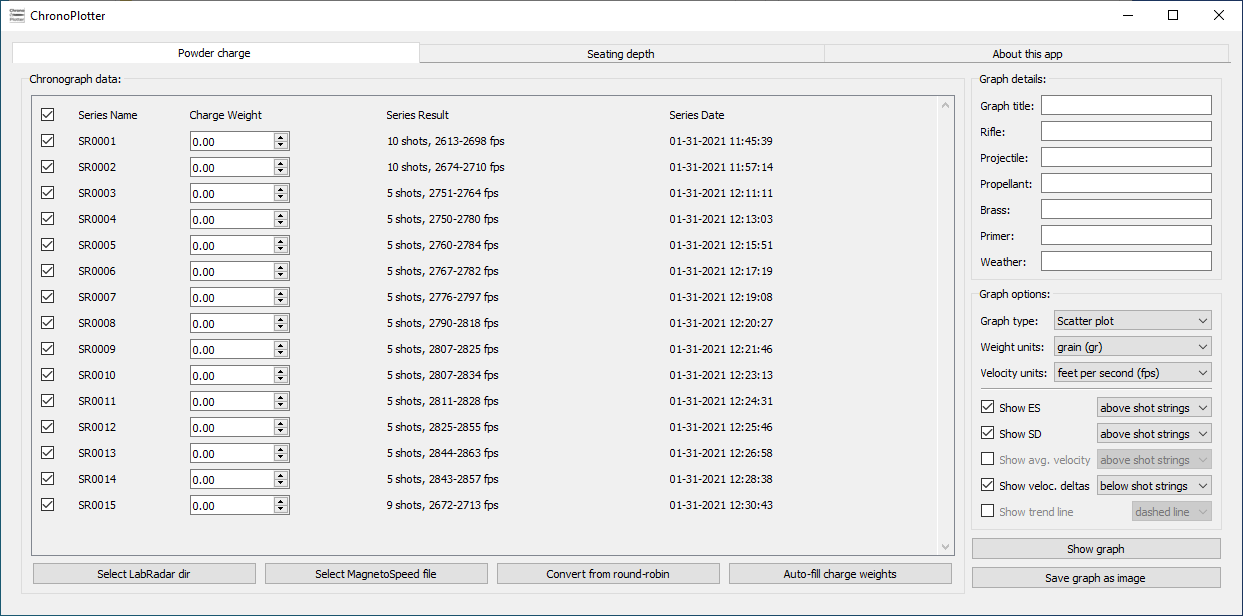 ChronoPlotter
Powder charge
Seating depth
About this app
Chronograph data:
Series Name Charge Weight Series Result Series Date
SR0001 0.00 10 shots, 2613-2698 fps 01-31-2021 11:45:39
SR0002 0.00 10 shots, 2674-2710 fps 01-31-2021 11:57:14
SR0003 0.00 5 shots, 2751-2764 fps 01-31-2021 12:11:11
SR0004 0.00 5 shots, 2750-2780 fps 01-31-2021 12:13:03
SR0005 0.00 5 shots, 2760-2784 fps 01-31-2021 12:15:51
SR0006 0.00 5 shots, 2767-2782 fps 01-31-2021 12:17:19
SR0007 0.00 5 shots, 2776-2797 fps 01-31-2021 12:19:08
SR0008 0.00 5 shots, 2790-2818 fps 01-31-2021 12:20:27
SR0009 0.00 5 shots, 2807-2825 fps 01-31-2021 12:21:46
SR0010 0.00 5 shots, 2807-2834 fps 01-31-2021 12:23:13
SR0011 0.00 5 shots, 2811-2828 fps 01-31-2021 12:24:31
SR0012 0.00 5 shots, 2825-2855 fps 01-31-2021 12:25:46
SR0013 0.00 5 shots, 2844-2863 fps 01-31-2021 12:26:58
SR0014 0.00 5 shots, 2843-2857 fps 01-31-2021 12:28:38
SR0015 0.00 9 shots, 2672-2713 fps 01-31-2021 12:30:43
Select LabRadar dir
Select MagnetoSpeed file
Convert from round-robin
Auto-fill charge weights
Graph details:
Graph title:
Rifle:
Projectile:
Propellant:
Brass:
Primer:
Weather:
Graph options:
Graph type: Scatter plot
Weight units: grain (gr)
Velocity units: feet per second (fps)
Show ES above shot strings
Show SD above shot strings
Show avg. velocity above shot strings
Show veloc. deltas below shot strings
Show trend line dashed line
Show graph
Save graph as image